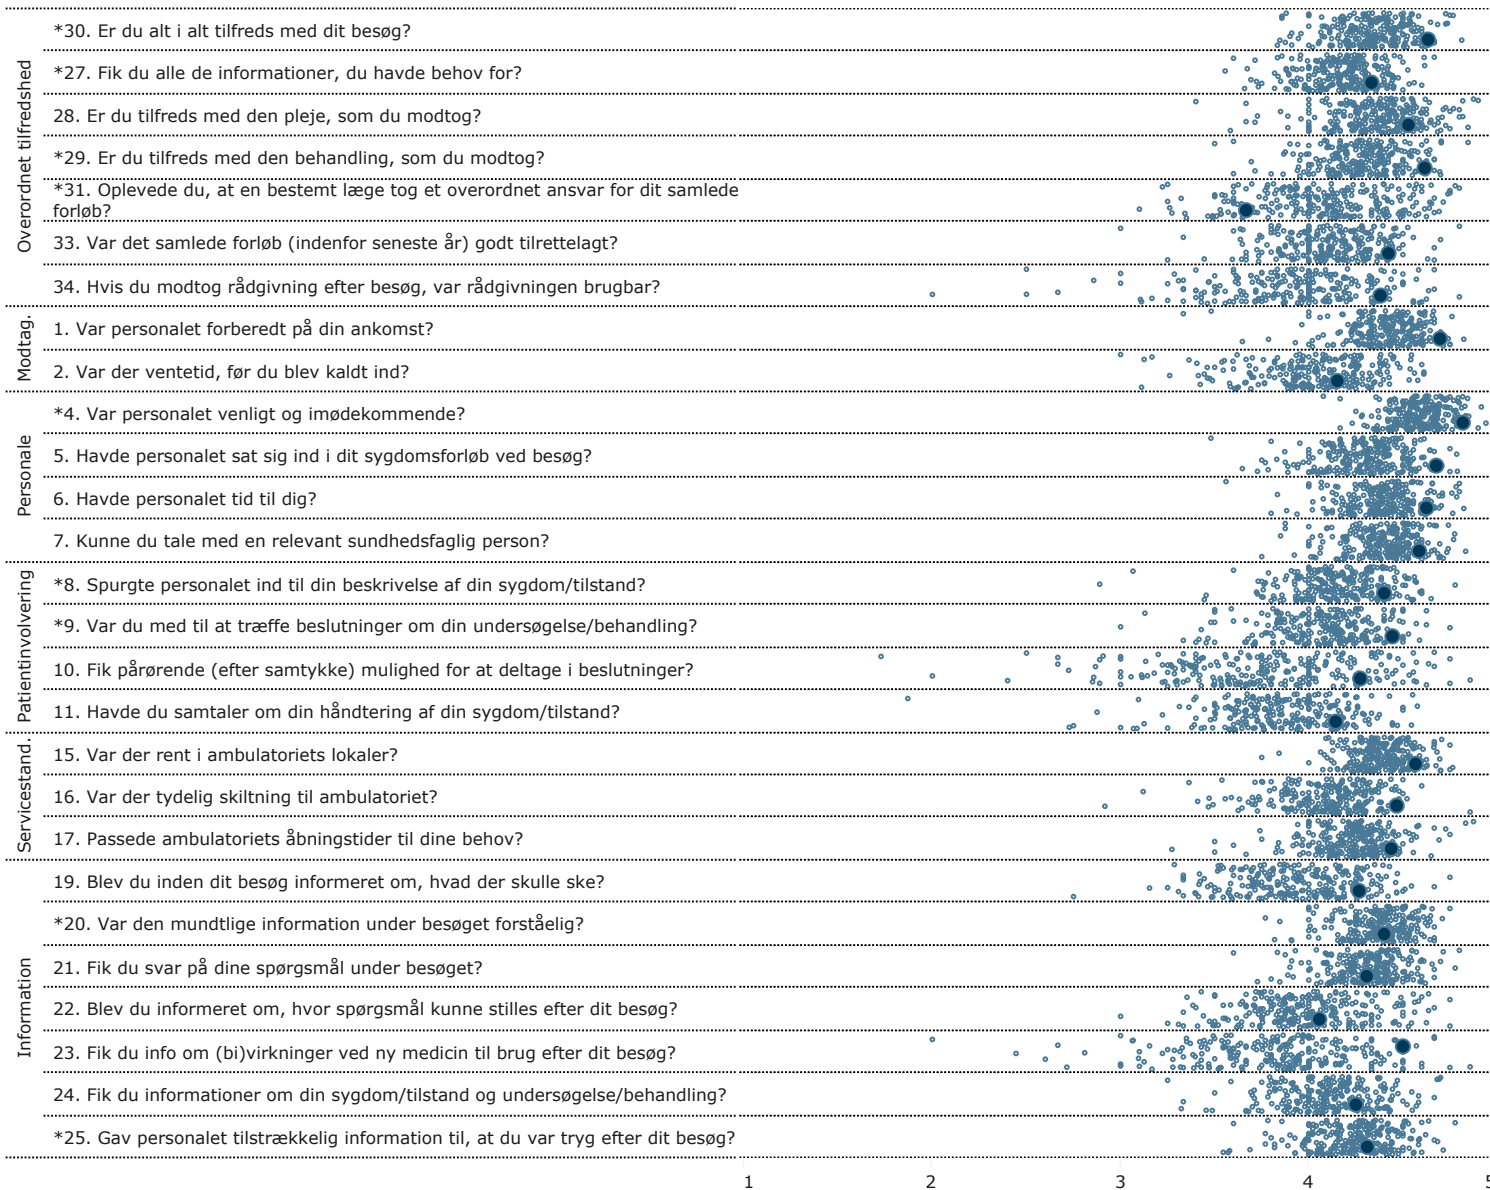 Overordnet tilfredshed
*30. Er du alt i alt tilfreds med dit besøg?
*27. Fik du alle de informationer, du havde behov for?
28. Er du tilfreds med den pleje, som du modtog?
*29. Er du tilfreds med den behandling, som du modtog?
*31. Oplevede du, at en bestemt læge tog et overordnet ansvar for dit samlede
forløb?
33. Var det samlede forløb (indenfor seneste år) godt tilrettelagt?
34. Hvis du modtog rådgivning efter besøg, var rådgivningen brugbar?
Modtag.
1. Var personalet forberedt på din ankomst?
2. Var der ventetid, før du blev kaldt ind?
Personale
*4. Var personalet venligt og imødekommende?
5. Havde personalet sat sig ind i dit sygdomsforløb ved besøg?
6. Havde personalet tid til dig?
7. Kunne du tale med en relevant sundhedsfaglig person?
Patientinvolvering
*8. Spurgte personalet ind til din beskrivelse af din sygdom/tilstand?
*9. Var du med til at træffe beslutninger om din undersøgelse/behandling?
10. Fik pårørende (efter samtykke) mulighed for at deltage i beslutninger?
11. Havde du samtaler om din håndtering af din sygdom/tilstand?
Servicestand.
15. Var der rent i ambulatoriets lokaler?
16. Var der tydelig skiltning til ambulatoriet?
17. Passede ambulatoriets åbningstider til dine behov?
Information
19. Blev du inden dit besøg informeret om, hvad der skulle ske?
*20. Var den mundtlige information under besøget forståelig?
21. Fik du svar på dine spørgsmål under besøget?
22. Blev du informeret om, hvor spørgsmål kunne stilles efter dit besøg?
23. Fik du info om (bi)virkninger ved ny medicin til brug efter dit besøg?
24. Fik du informationer om din sygdom/tilstand og undersøgelse/behandling?
*25. Gav personalet tilstrækkelig information til, at du var tryg efter dit besøg?
1 2 3 4 5